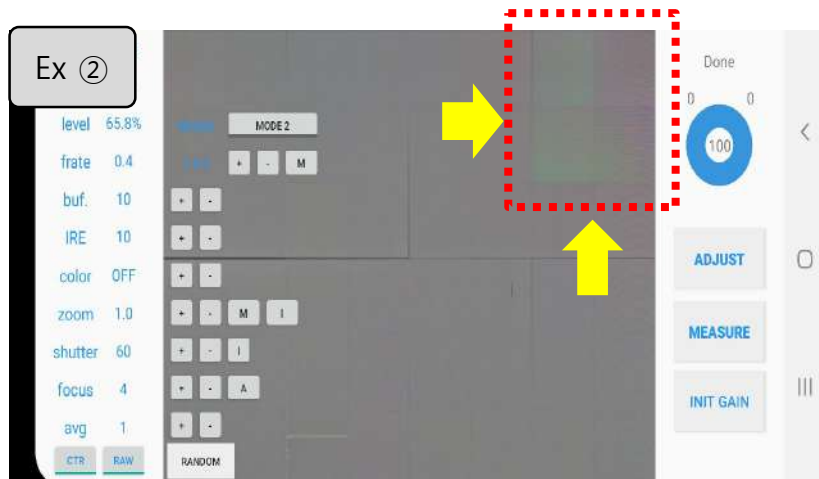 Ex ②
Done
0 0
100
level 65.8%
MODE 2
frate 0.4
+ - M
buf. 10
+ -
IRE 10
+ -
color OFF
+ -
zoom 1.0
+ - M I
shutter 60
+ - I
focus 4
+ - A
avg 1
+ -
CTR RAW
RANDOM
ADJUST
MEASURE
INIT GAIN